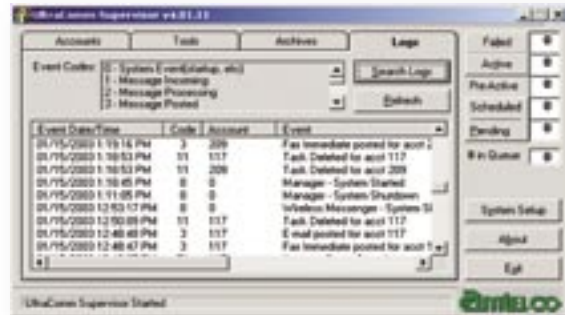 UltraComm Supervisor v4.01.11
Accounts Tools Archives Logs
Event Codes: 0 - System Event(startup, etc)
1 - Message Incoming
2 - Message Processing
3 - Message Posted
Search Logs
Refresh
Event Date/Time Code Account Event
01/15/2003 1:19:16 PM 3 209 Fax Immediate posted for acct
01/15/2003 1:18:53 PM 11 117 Task Deleted for acct 117
01/15/2003 1:18:53 PM 11 209 Task Deleted for acct 209
01/15/2003 1:18:45 PM 0 0 Manager - System Started
01/15/2003 1:11:05 PM 0 0 Manager - System Shutdown
01/15/2003 12:53:17 PM 0 0 Wireless Messenger - System
01/15/2003 12:50:09 PM 11 117 Task Deleted for acct 117
01/15/2003 12:48:48 PM 3 117 E-mail posted for acct 117
01/15/2003 12:48:47 PM 3 117 Fax Immediate posted for acct
Failed 0
Active 0
Pre-Active 0
Scheduled 0
Pending 0
# in Queue 0
System Setup
About
Exit
UltraComm Supervisor Started
amtelco